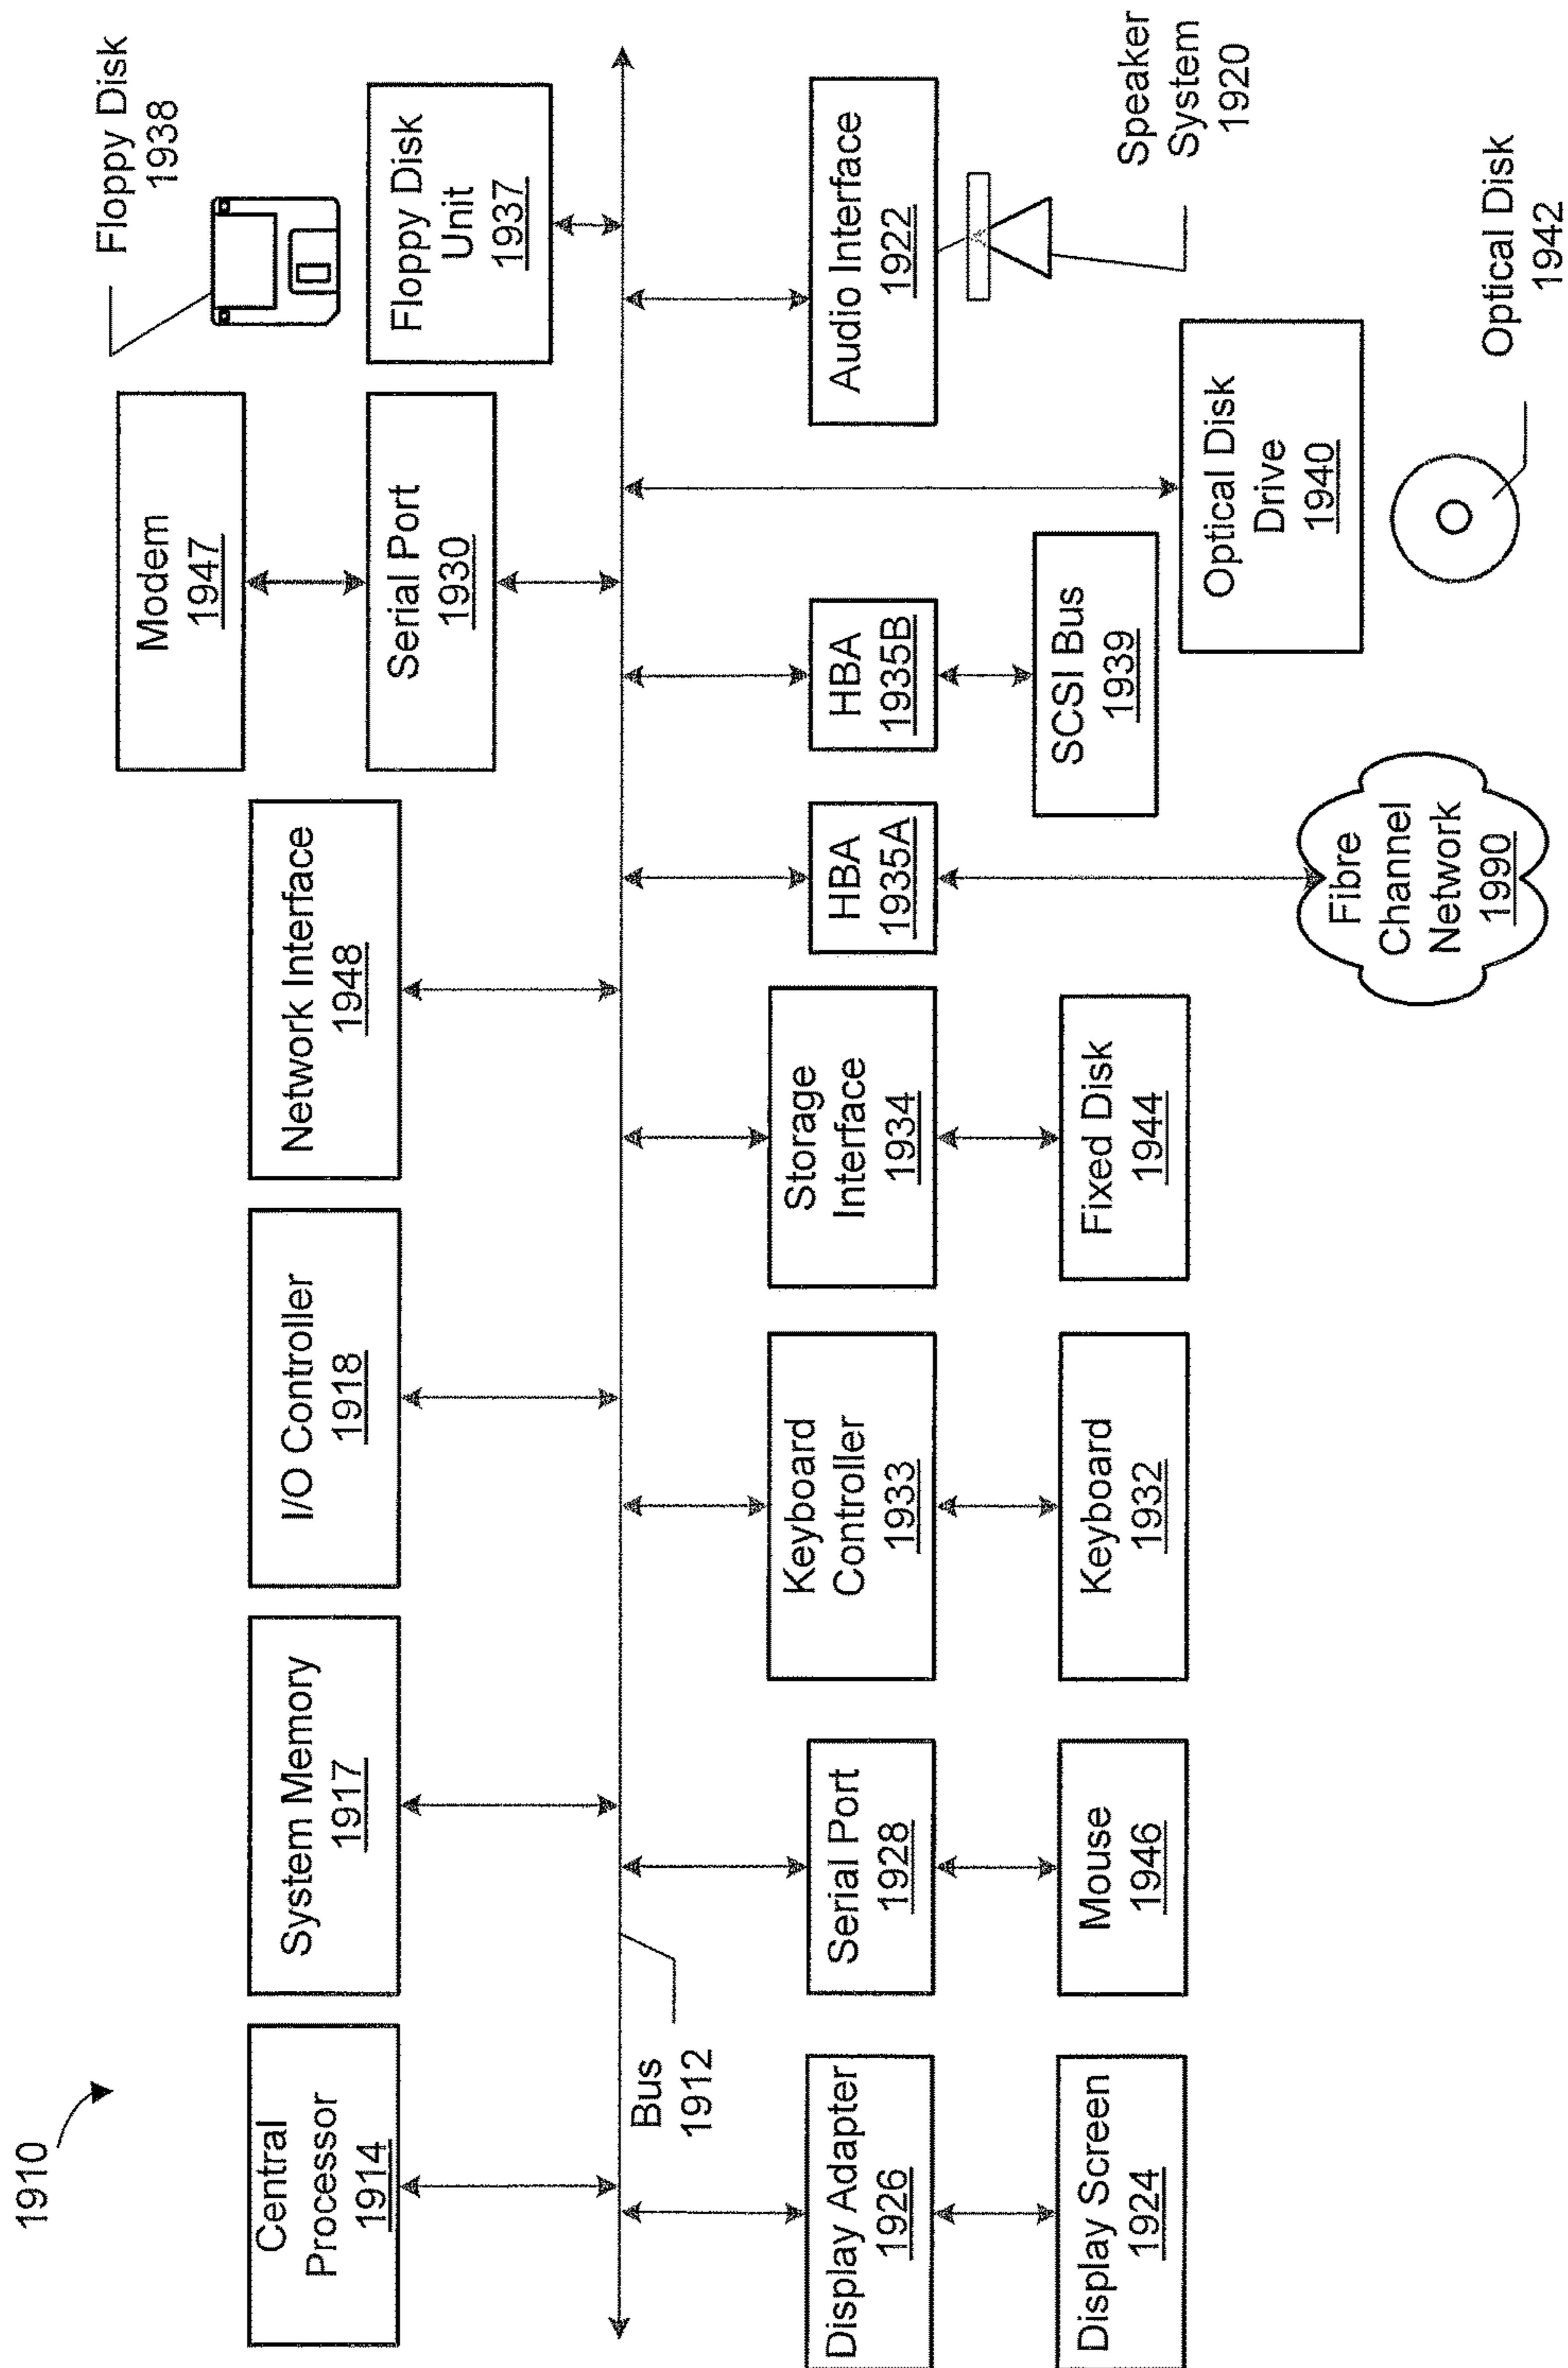 1910
Central
Processor
1914
System Memory
1917
I/O Controller
1918
Network Interface
1948
Modem
1947
Serial Port
1930
Floppy Disk
1938
Floppy Disk
Unit
1937
Bus
1912
Display Adapter
1926
Display Screen
1924
Serial Port
1928
Mouse
1946
Keyboard
Controller
1933
Keyboard
1932
Storage
Interface
1934
Fixed Disk
1944
HBA
1935A
Fibre
Channel
Network
1990
HBA
1935B
SCSI Bus
1939
Audio Interface
1922
Speaker
System
1920
Optical Disk
Drive
1940
Optical Disk
1942